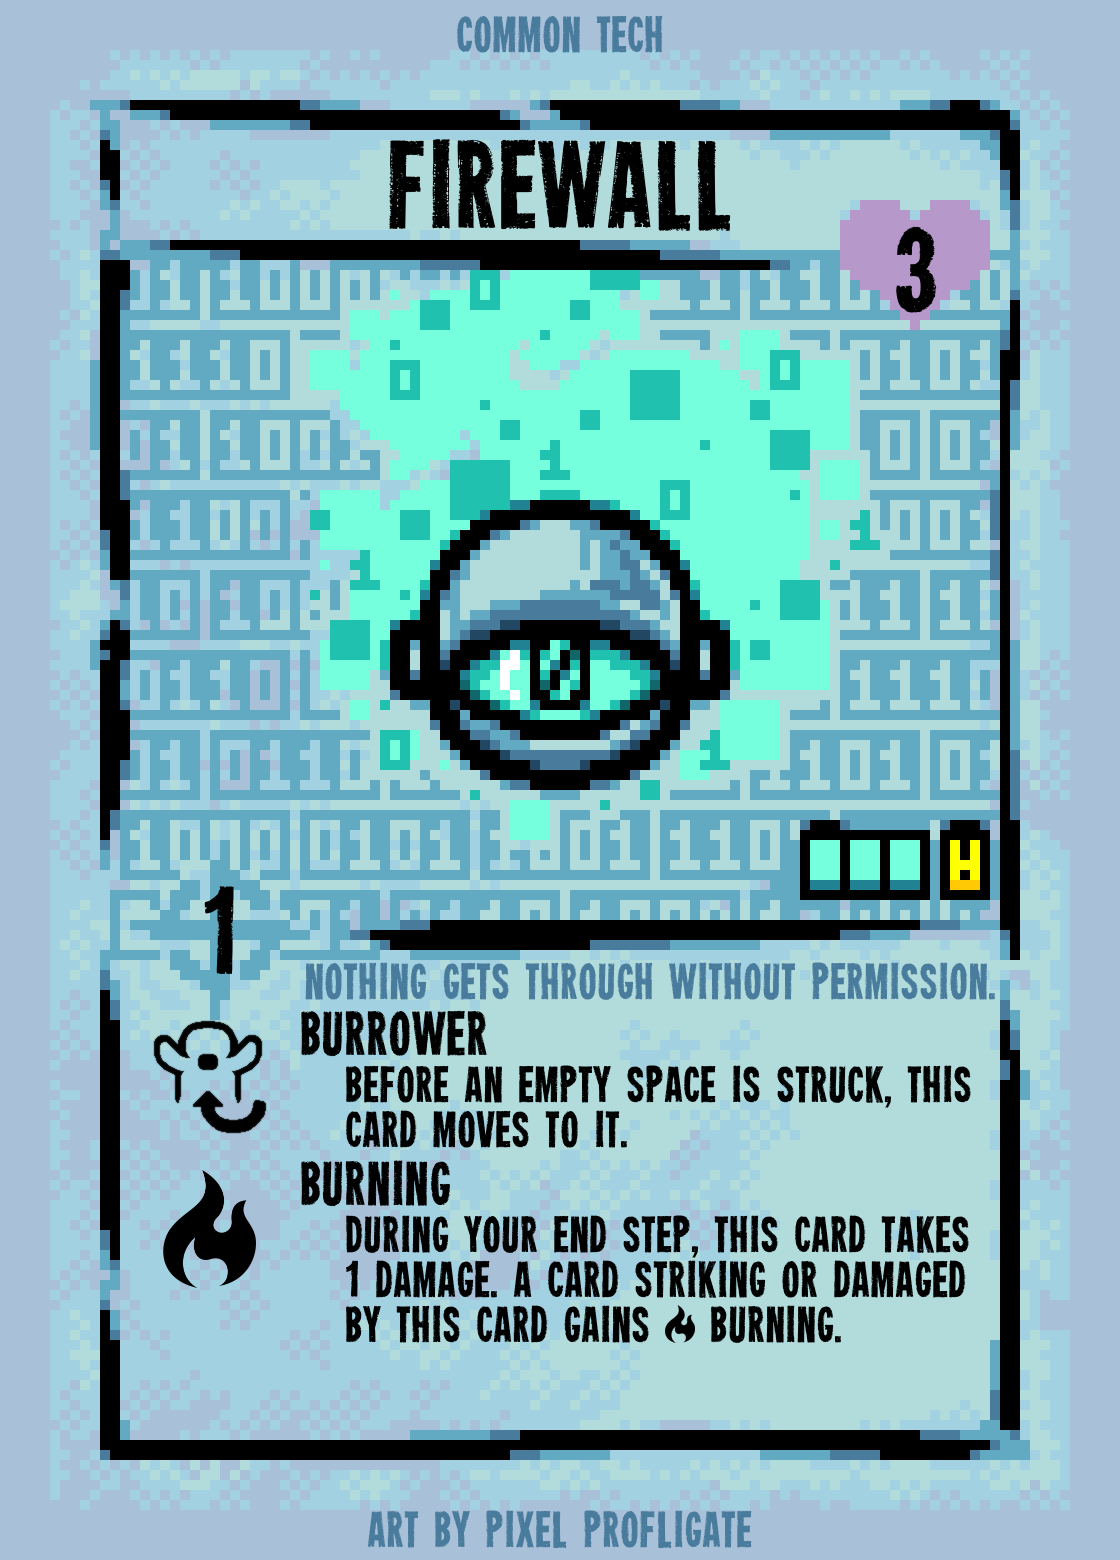 COMMON TECH
FIREWALL
3
1
NOTHING GETS THROUGH WITHOUT PERMISSION.
BURROWER
BEFORE AN EMPTY SPACE IS STRUCK, THIS
CARD MOVES TO IT.
BURNING
DURING YOUR END STEP, THIS CARD TAKES
1 DAMAGE. A CARD STRIKING OR DAMAGED
BY THIS CARD GAINS BURNING.
ART BY PIXEL PROFLIGATE